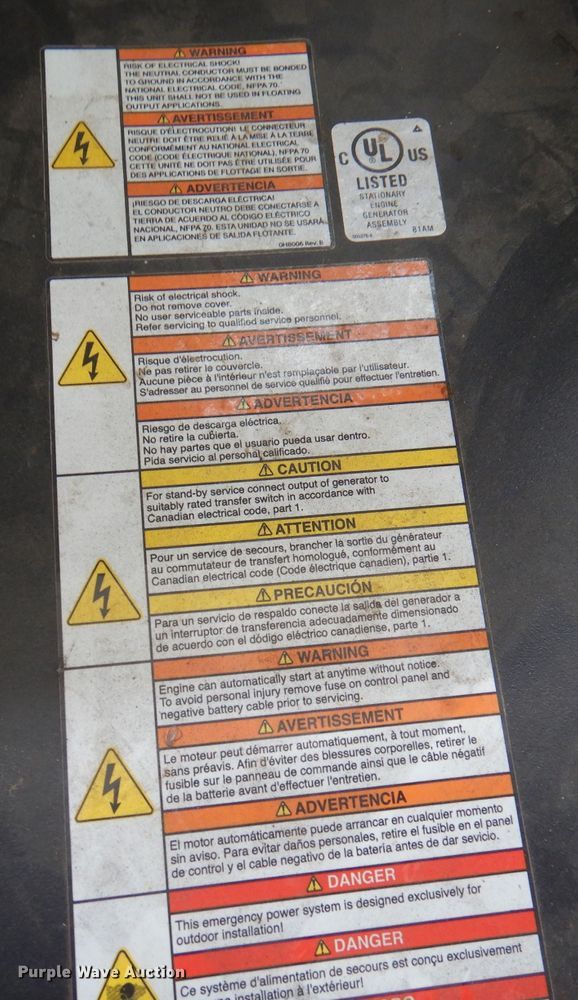 WARNING
RISK OF ELECTRICAL SHOCK!
THE NEUTRAL CONDUCTOR MUST BE BONDED
TO GROUND IN ACCORDANCE WITH THE
NATIONAL ELECTRICAL CODE, NFPA 70.
THIS UNIT SHALL NOT BE USED IN FLOATING
OUTPUT APPLICATIONS.
AVERTISSEMENT
RISQUE D'ÉLECTROCUTION! LE CONNECTEUR
NEUTRE DOIT ÊTRE RELIÉ À LA MISE À LA TERRE
CONFORMÉMENT AU NATIONAL ELECTRICAL
CODE (CODE ÉLECTRIQUE NATIONAL), NFPA 70
CETTE UNITÉ NE DOIT PAS ÊTRE UTILISÉE POUR
DES APPLICATIONS DE FLOTTAGE EN SORTIE.
ADVERTENCIA
¡RIESGO DE DESCARGA ELÉCTRICA!
EL CONDUCTOR NEUTRO DEBE CONECTARSE A
TIERRA DE ACUERDO AL CÓDIGO ELÉCTRICO
NACIONAL, NFPA 70. ESTA UNIDAD NO SE USARÁ
EN APLICACIONES DE SALIDA FLOTANTE.
Rev. B
C UL ® US
LISTED
STATIONARY
ENGINE
GENERATOR
ASSEMBLY
81AM
WARNING
Risk of electrical shock.
Do not remove cover.
No user serviceable parts inside.
Refer servicing to qualified service personnel.
AVERTISSEMENT
Risque d'électrocution.
Ne pas retirer le couvercle.
Aucune pièce à l'intérieur n'est remplaçable par l'utilisateur.
S'adresser au personnel de service qualifié pour effectuer l'entretien.
ADVERTENCIA
Riesgo de descarga eléctrica.
No retire la cubierta.
No hay partes que el usuario pueda usar dentro.
Pida servicio al personal calificado.
CAUTION
For stand-by service connect output of generator to
suitably rated transfer switch in accordance with
Canadian electrical code, part 1.
ATTENTION
Pour un service de secours, brancher la sortie du générateur
au commutateur de transfert homologué, conformément au
Canadian electrical code (Code électrique canadien), partie 1.
PRECAUCIÓN
Para un servicio de respaldo conecte la salida del generador a
un interruptor de transferencia adecuadamente dimensionado
de acuerdo con el dódigo eléctrico canadiense, parte 1.
WARNING
Engine can automatically start at anytime without notice.
To avoid personal injury remove fuse on control panel and
negative battery cable prior to servicing.
AVERTISSEMENT
Le moteur peut démarrer automatiquement, à tout moment,
sans préavis. Afin d'éviter des blessures corporelles, retirer le
fusible sur le panneau de commande ainsi que le câble négatif
de la batterie avant d'effectuer l'entretien.
ADVERTENCIA
El motor automáticamente puede arrancar en cualquier momento
sin aviso. Para evitar daños personales, retire el fusible en el panel
de control y el cable negativo de la batería antes de dar sevicio.
DANGER
This emergency power system is designed exclusively for
outdoor installation!
DANGER
Ce système d'alimentation de secours est conçu exclusivement
une installation à l'extérieur!
Purple Wave Auction